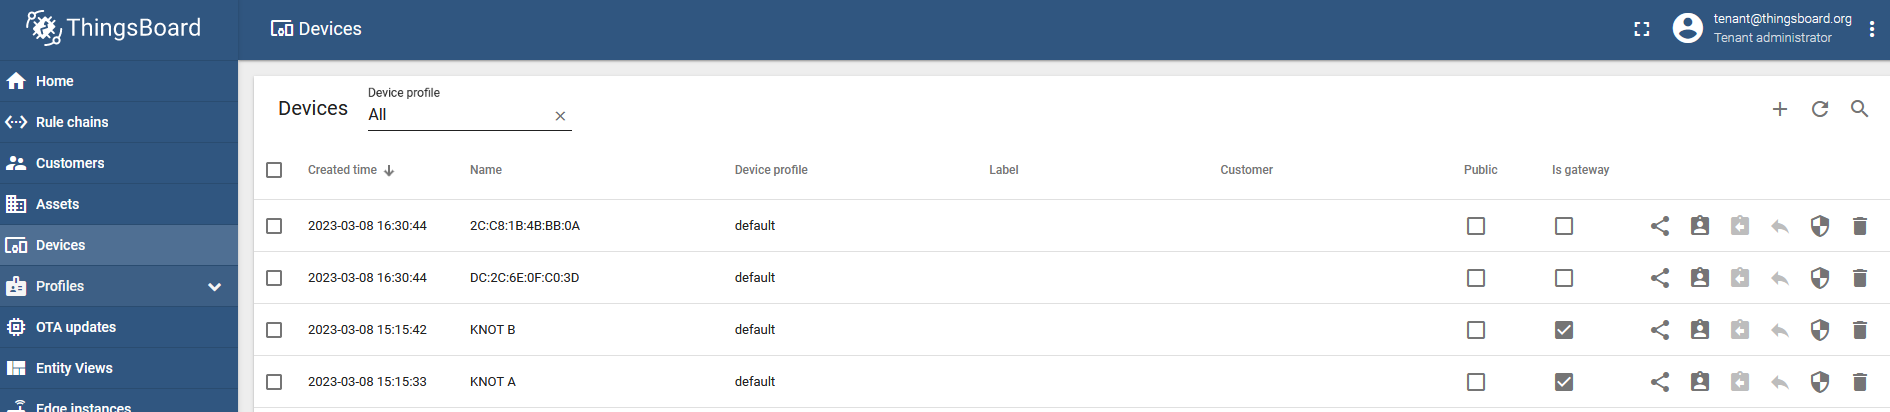 ThingsBoard
Devices
tenant@thingsboard.org
Tenant administrator
Home
Rule chains
Customers
Assets
Devices
Profiles
OTA updates
Entity Views
Edge instances
Devices
Device profile
All
Created time
Name
Device profile
Label
Customer
Public
Is gateway
2023-03-08 16:30:44 2C:C8:1B:4B:BB:0A default
2023-03-08 16:30:44 DC:2C:6E:0F:C0:3D default
2023-03-08 15:15:42 KNOT B default
2023-03-08 15:15:33 KNOT A default